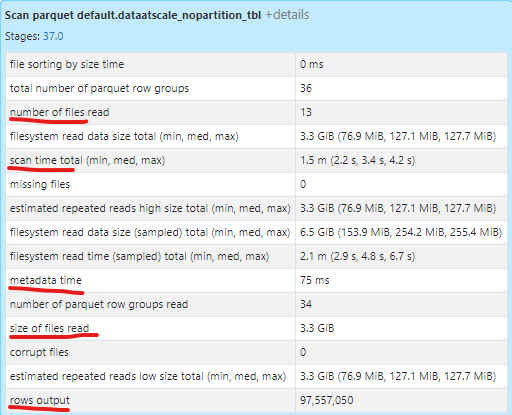 Scan parquet default.dataatscale_nopartition_tbl +details
Stages: 37.0
file sorting by size time 0 ms
total number of parquet row groups 36
number of files read 13
filesystem read data size total (min, med, max) 3.3 GiB (76.9 MiB, 127.1 MiB, 127.7 MiB)
scan time total (min, med, max) 1.5 m (2.2 s, 3.4 s, 4.2 s)
missing files 0
estimated repeated reads high size total (min, med, max) 3.3 GiB (76.9 MiB, 127.1 MiB, 127.7 MiB)
filesystem read data size (sampled) total (min, med, max) 6.5 GiB (153.9 MiB, 254.2 MiB, 255.4 MiB)
filesystem read time (sampled) total (min, med, max) 2.1 m (2.9 s, 4.8 s, 6.7 s)
metadata time 75 ms
number of parquet row groups read 34
size of files read 3.3 GiB
corrupt files 0
estimated repeated reads low size total (min, med, max) 3.3 GiB (76.9 MiB, 127.1 MiB, 127.7 MiB)
rows output 97,557,050